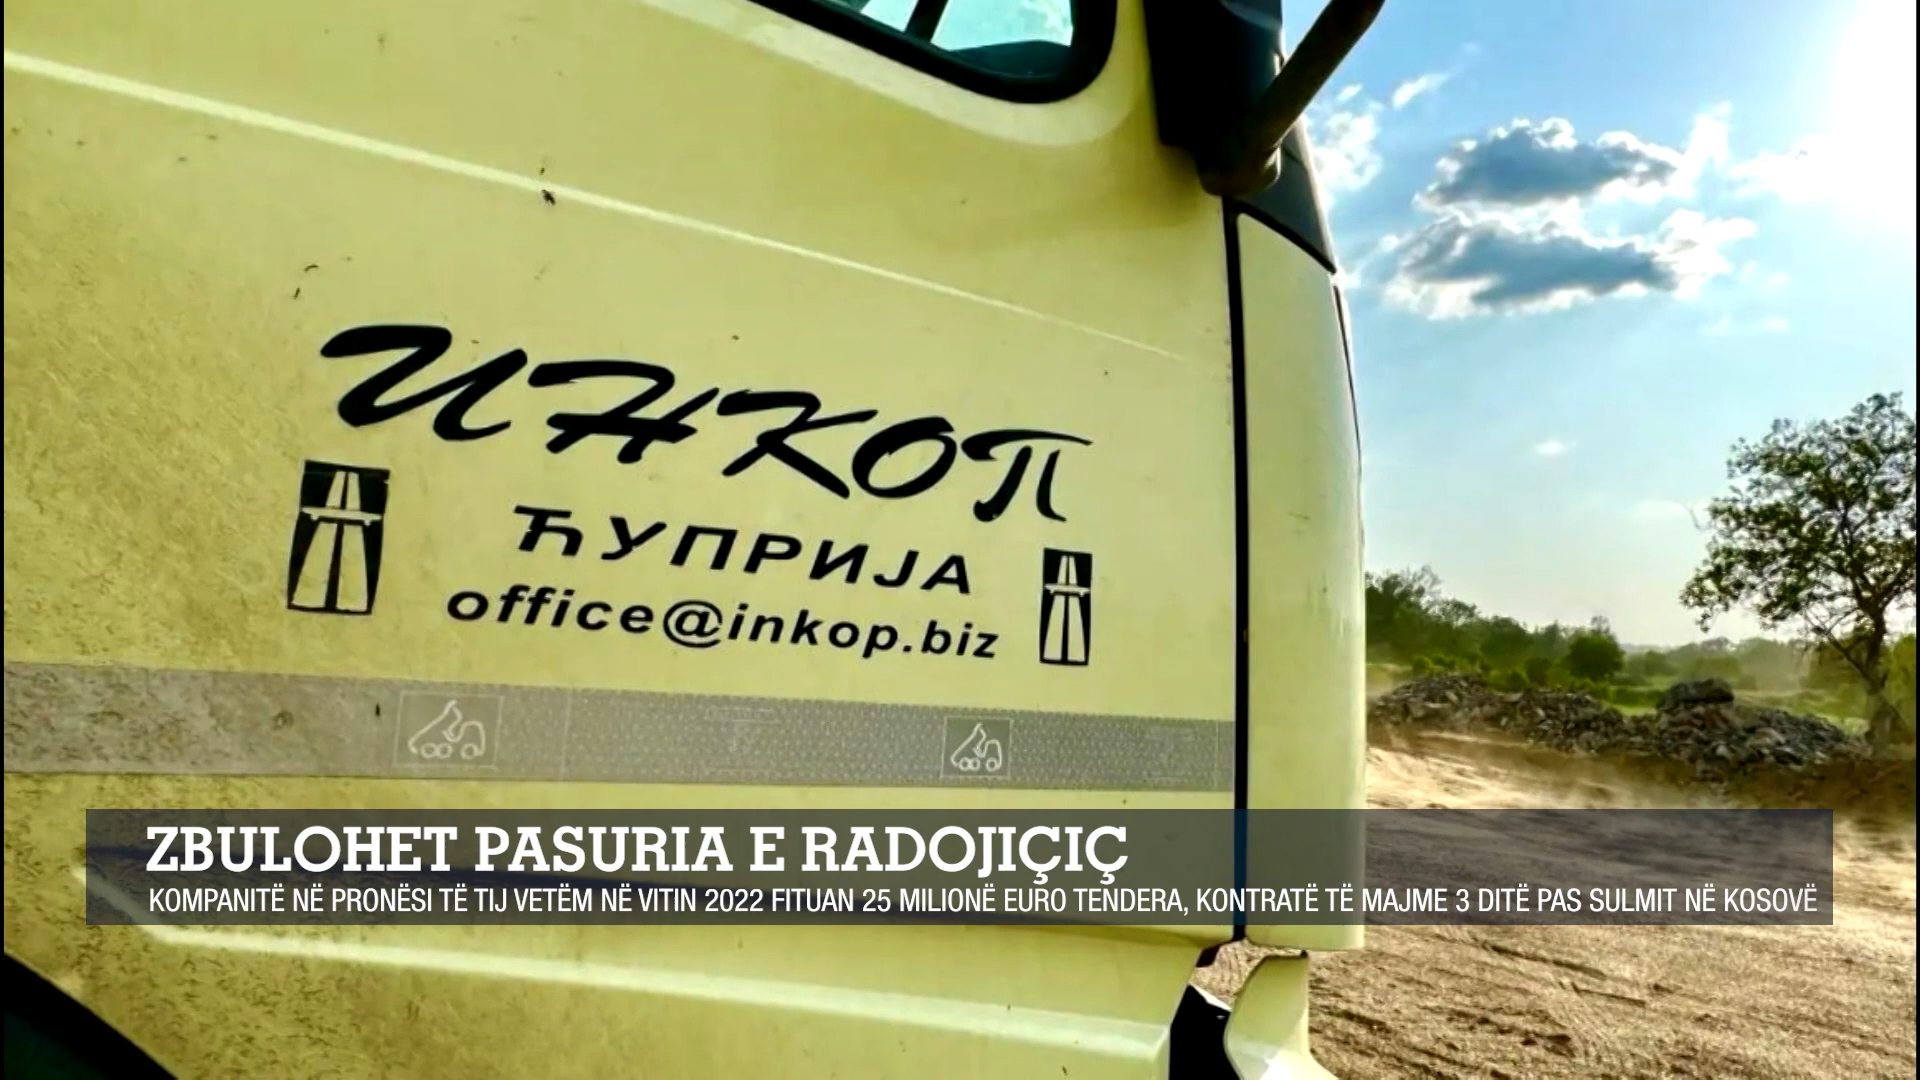 ИНКОП
ЋУПРИЈА
office@inkop.biz
ZBULOHET PASURIA E RADOJIÇIÇ
KOMPANITË NË PRONËSI TË TIJ VETËM NË VITIN 2022 FITUAN 25 MILIONË EURO TENDERA, KONTRATË TË MAJME 3 DITË PAS SULMIT NË KOSOVË